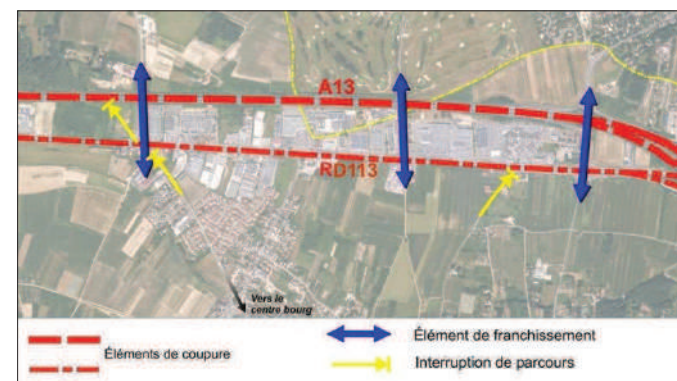 A13
RD113
Vers le
centre bourg
Éléments de coupure
Élément de franchissement
Interruption de parcours